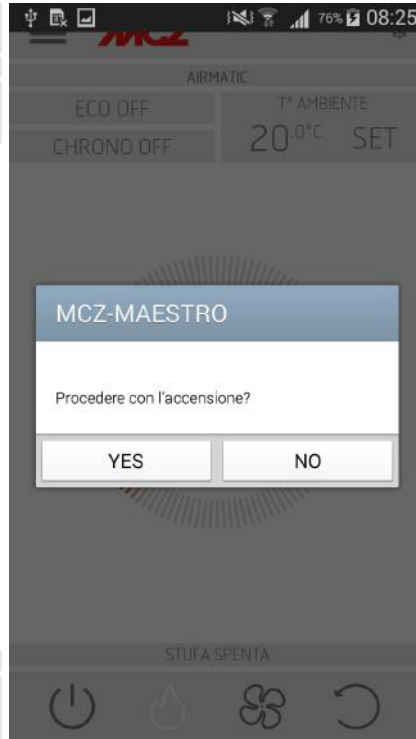 76% 08:25
MCZ
AIRMATIC
ECO OFF
T° AMBIENTE
CHRONO OFF
20.0°C SET
MCZ-MAESTRO
Procedere con l'accensione?
YES NO
STUFA SPENTA